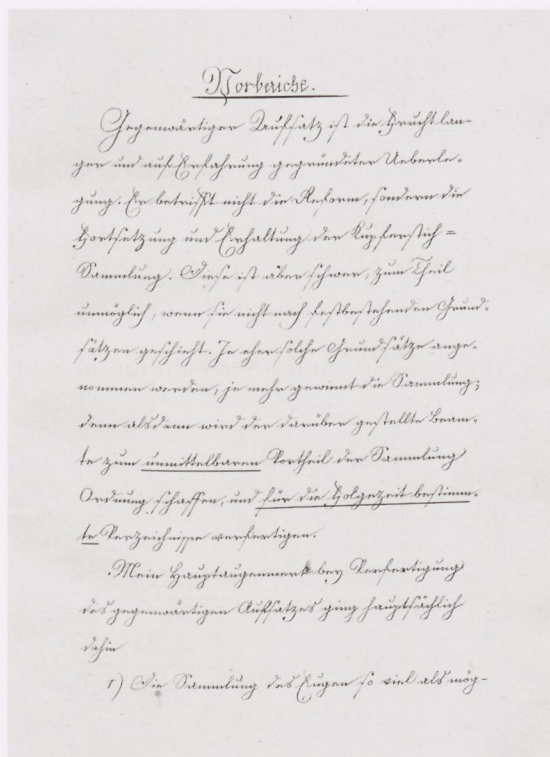 Vorbericht.
Gegenwärtiger Aufsatz ist die Frucht lan-
ger und auf Erfahrung gegründeter Ueberle-
gung. Er betrifft nicht die Reform, sondern die
Fortsetzung und Erhaltung der Kupferstich =
Sammlung. Diese ist aber schwer, zum Theil
unmöglich, wenn sie nicht nach festbestehenden Grund-
sätzen geschieht. Je eher solche Grundsätze ange-
nommen werden, je mehr gewinnt die Sammlung;
denn alsdann wird der darüber gestellte Beam-
te zum unmittelbaren Vortheil der Sammlung
Ordnung schaffen, und für die Folgezeit bestimm-
te Verzeichnisse verfertigen.
Mein Hauptaugenmerk bey Verfertigung
des gegenwärtigen Aufsatzes ging hauptsächlich
dahin
1) Die Sammlung des Eugen so viel als mög-